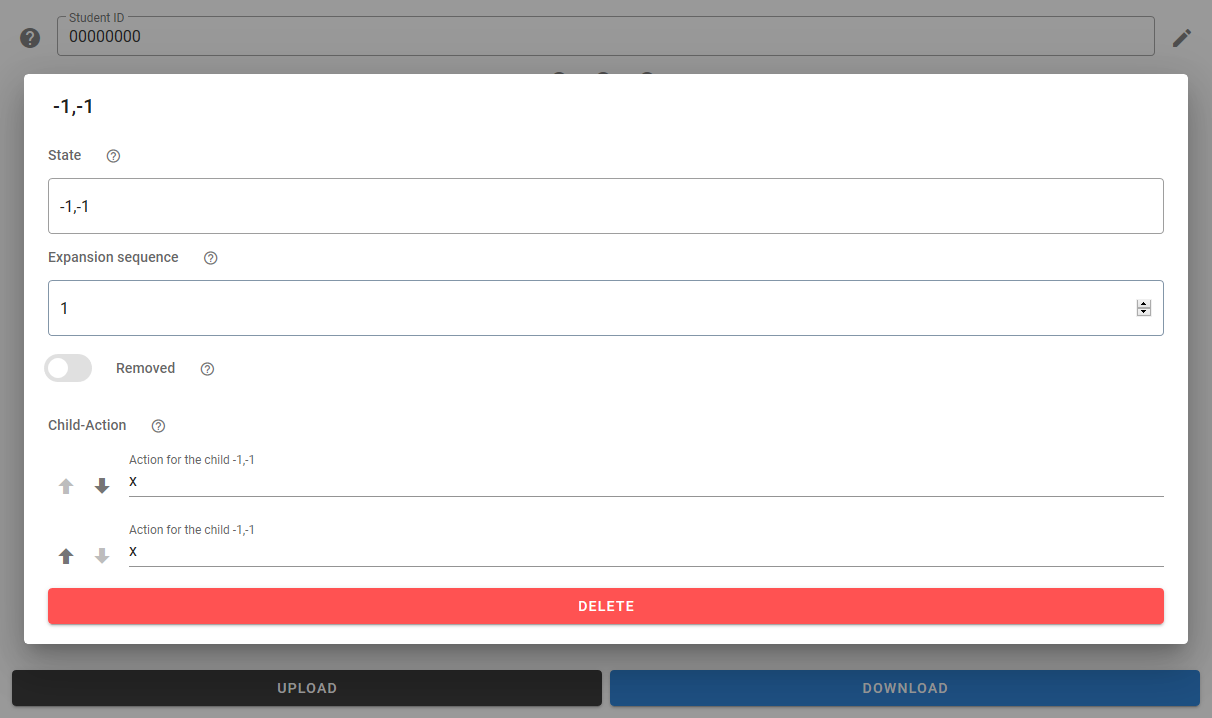 Student ID
00000000
-1,-1
State
-1,-1
Expansion sequence
1
Removed
Child-Action
Action for the child -1,-1
x
Action for the child -1,-1
x
DELETE
UPLOAD
DOWNLOAD